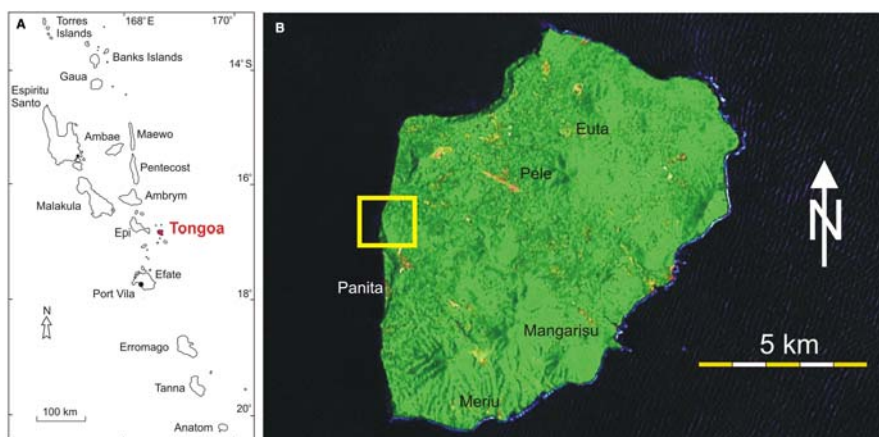 A
168°E
170°
Torres
Islands
Banks Islands
14°S
Gaua
Espiritu
Santo
Ambae
Maewo
Pentecost
16°
Malakula
Ambrym
Epi
Tongoa
Efate
Port Vila
18°
N
Erromago
Tanna
100 km
20°
Anatom
B
Euta
Pele
N
Panita
Mangarisu
5 km
Meriu